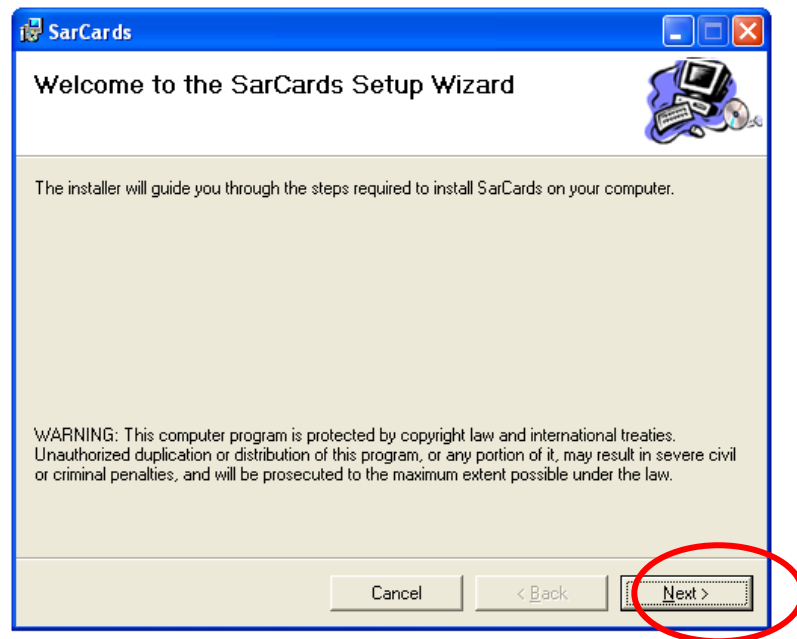 SarCards
Welcome to the SarCards Setup Wizard
The installer will guide you through the steps required to install SarCards on your computer.
WARNING: This computer program is protected by copyright law and international treaties.
Unauthorized duplication or distribution of this program, or any portion of it, may result in severe civil
or criminal penalties, and will be prosecuted to the maximum extent possible under the law.
Cancel < Back Next >